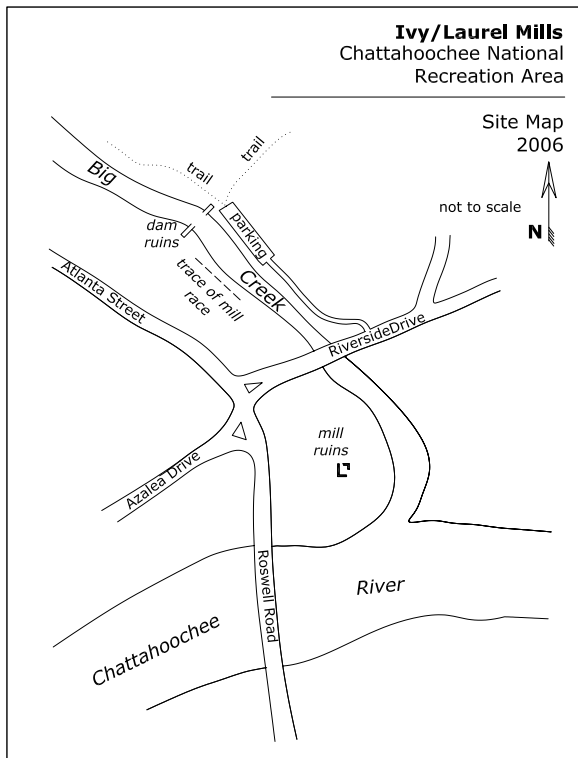 Ivy/Laurel Mills
Chattahoochee National
Recreation Area
Site Map
2006
not to scale
N
trail
trail
Big
Creek
parking
dam
ruins
trace of mill
race
Atlanta Street
RiversideDrive
mill
ruins
Azalea Drive
Roswell Road
River
Chattahoochee